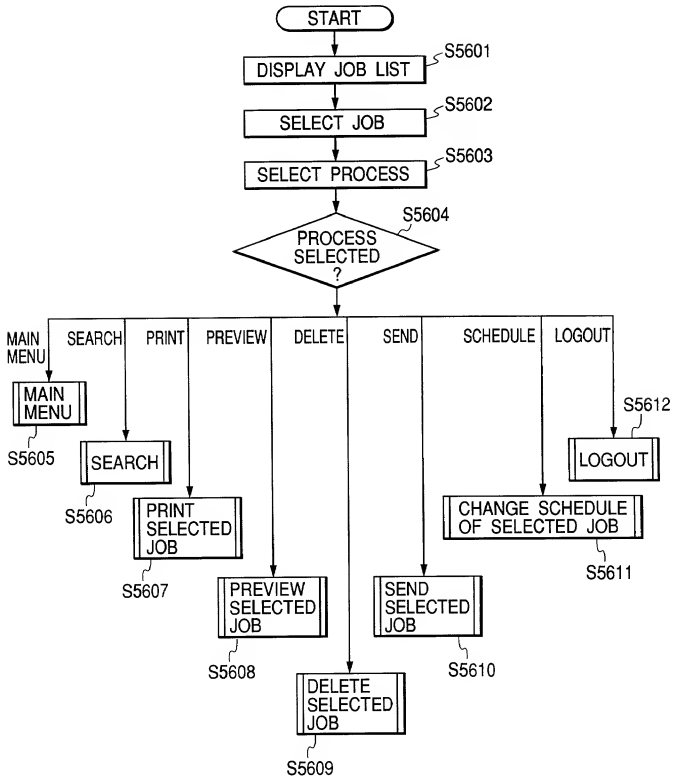 START
S5601
DISPLAY JOB LIST
S5602
SELECT JOB
S5603
SELECT PROCESS
S5604
PROCESS
SELECTED
?
MAIN
MENU
SEARCH
PRINT
PREVIEW
DELETE
SEND
SCHEDULE
LOGOUT
MAIN
MENU
S5605
SEARCH
S5606
PRINT
SELECTED
JOB
S5607
PREVIEW
SELECTED
JOB
S5608
DELETE
SELECTED
JOB
S5609
SEND
SELECTED
JOB
S5610
CHANGE SCHEDULE
OF SELECTED JOB
S5611
S5612
LOGOUT